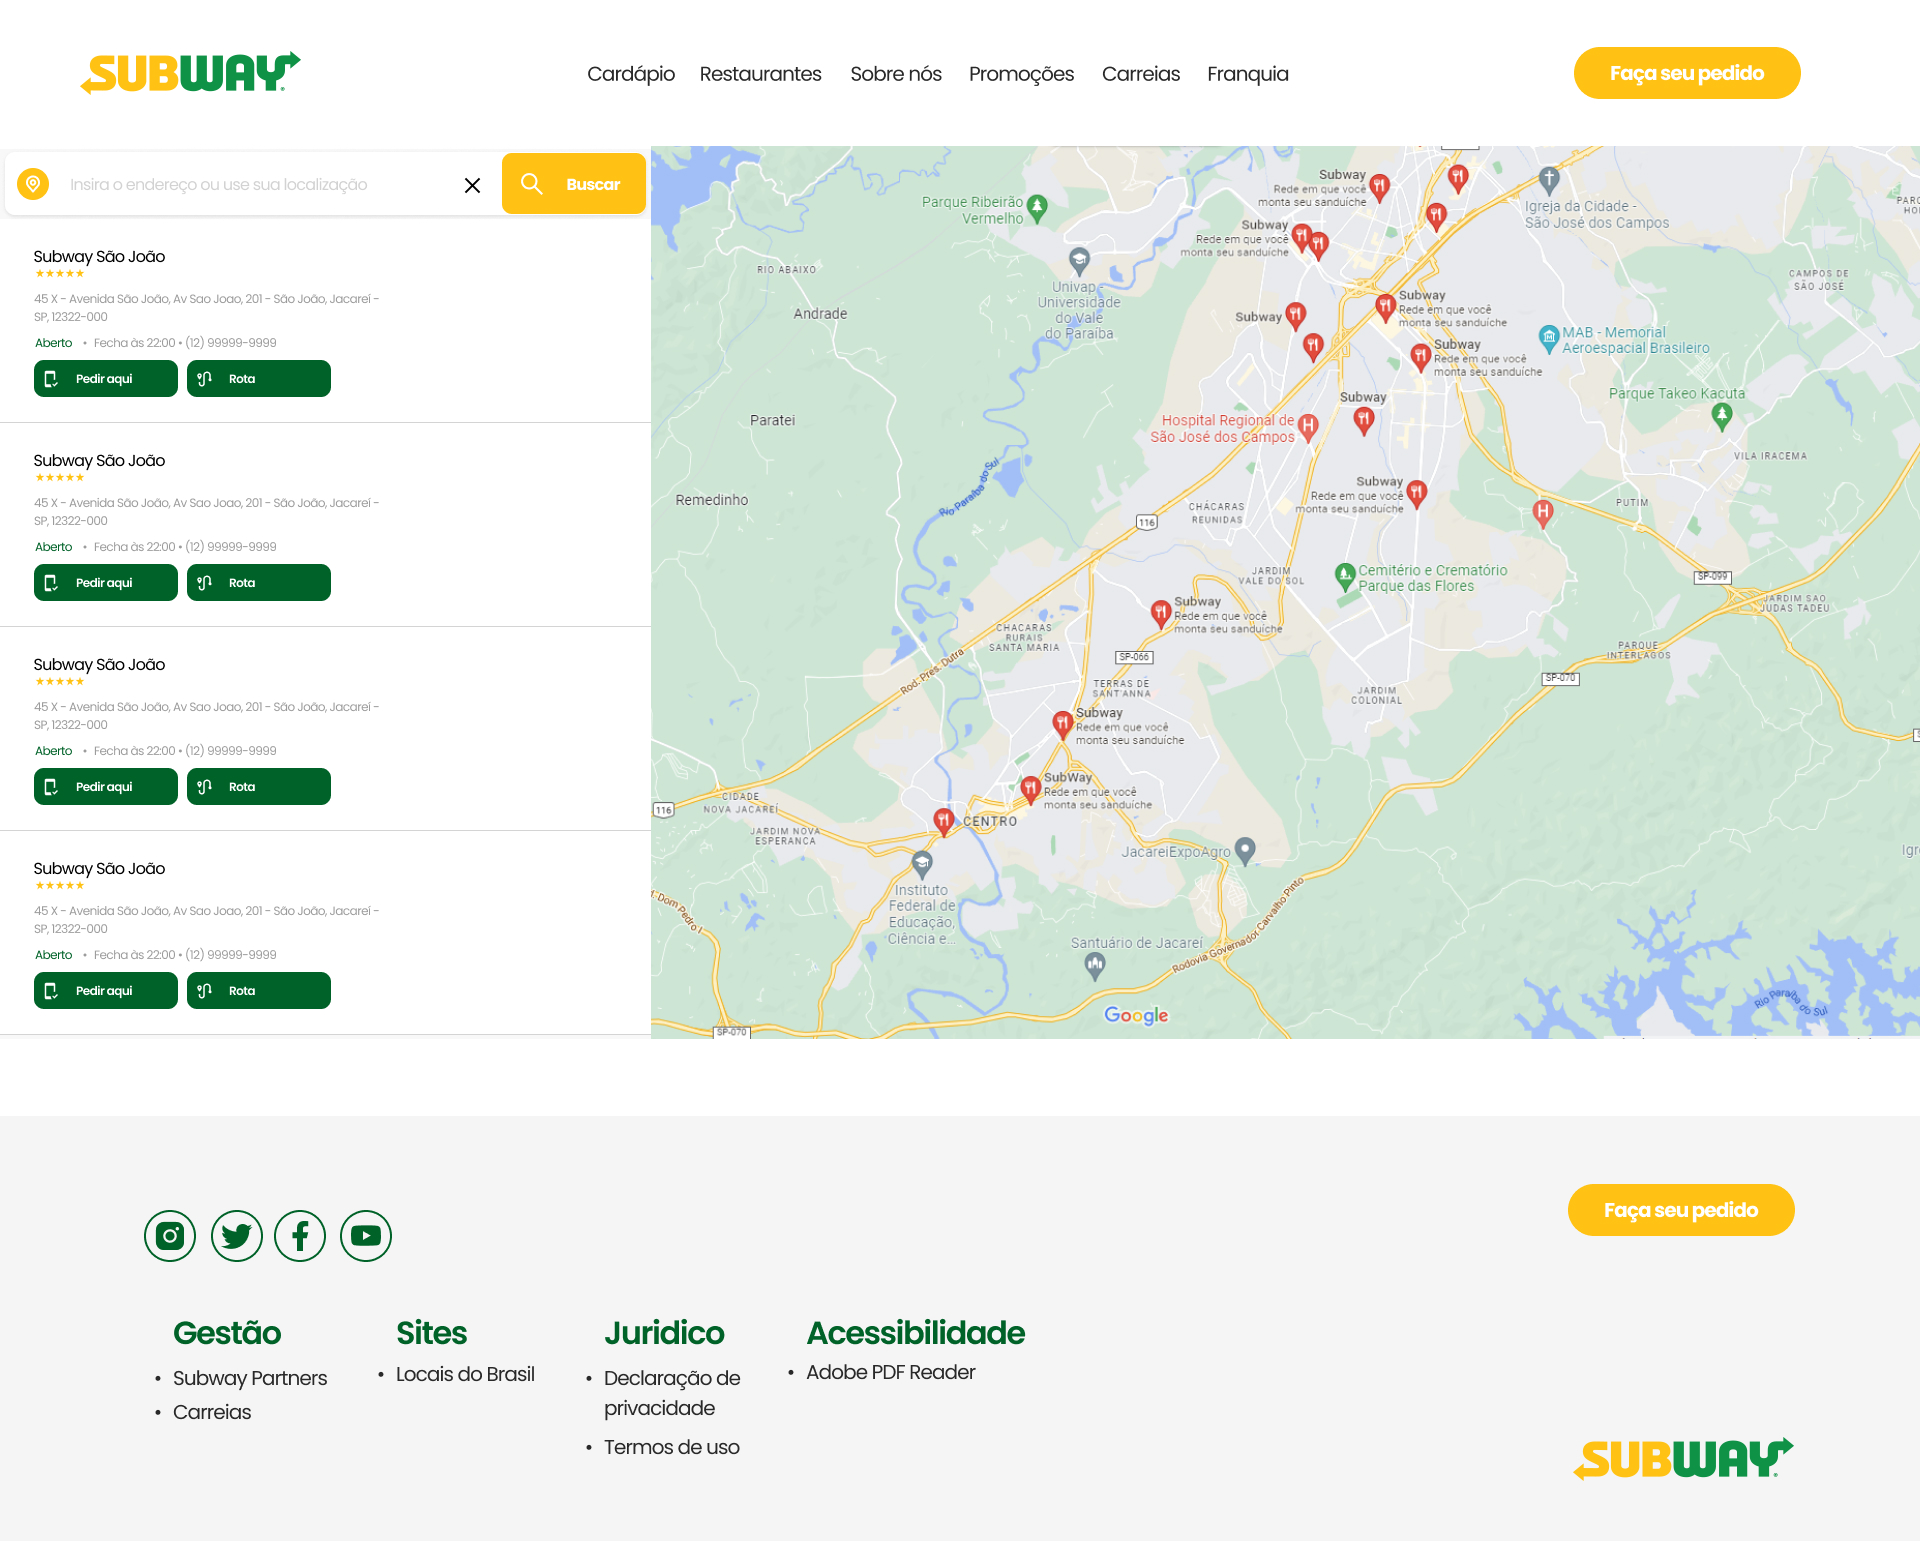 SUBWAY
Cardápio Restaurantes Sobre nós Promoções Carreias Franquia
Faça seu pedido
Insira o endereço ou use sua localização
Buscar
Subway São João
45 X - Avenida São João, Av Sao Joao, 201 - São João, Jacareí -
SP, 12322-000
Aberto • Fecha às 22:00 • (12) 99999-9999
Pedir aqui Rota
Subway São João
45 X - Avenida São João, Av Sao Joao, 201 - São João, Jacareí -
SP, 12322-000
Aberto • Fecha às 22:00 • (12) 99999-9999
Pedir aqui Rota
Subway São João
45 X - Avenida São João, Av Sao Joao, 201 - São João, Jacareí -
SP, 12322-000
Aberto • Fecha às 22:00 • (12) 99999-9999
Pedir aqui Rota
Subway São João
45 X - Avenida São João, Av Sao Joao, 201 - São João, Jacareí -
SP, 12322-000
Aberto • Fecha às 22:00 • (12) 99999-9999
Pedir aqui Rota
Subway
Rede em que você
monta seu sanduíche
Parque Ribeirão
Vermelho
Igreja da Cidade -
São José dos Campos
Subway
Rede em que você
monta seu sanduíche
RIO ABAIXO
Univap -
Universidade
do Vale
do Paraíba
CAMPOS DE
SÃO JOSÉ
Andrade
Subway
Subway
Rede em que você
monta seu sanduíche
MAB - Memorial
Aeroespacial Brasileiro
Subway
Rede em que você
monta seu sanduíche
Parque Takeo Kacuta
Subway
Paratei
Hospital Regional de
São José dos Campos
VILA IRACEMA
Rio Paraíba do Sul
Remedinho
Subway
Rede em que você
monta seu sanduíche
CHÁCARAS
REUNIDAS
PUTIM
116
JARDIM
VALE DO SOL
Cemitério e Crematório
Parque das Flores
SP-099
JARDIM SAO
JUDAS TADEU
Subway
Rede em que você
monta seu sanduíche
CHACARAS
RURAIS
SANTA MARIA
Rod. Pres. Dutra
SP-066
PARQUE
INTERLAGOS
SP-070
TERRAS DE
SANT'ANNA
JARDIM
COLONIAL
Subway
Rede em que você
monta seu sanduíche
SubWay
Rede em que você
monta seu sanduíche
CIDADE
NOVA JACAREÍ
116
CENTRO
JARDIM NOVA
ESPERANCA
JacareiExpoAgro
Instituto
Federal de
Educação,
Ciência e...
Dom Pedro I
Santuário de Jacareí
Rodovia Governador Carvalho Pinto
Rio Paraíba do Sul
Google
SP-070
Faça seu pedido
Gestão
• Subway Partners
• Carreias
Sites
• Locais do Brasil
Juridico
• Declaração de
privacidade
• Termos de uso
Acessibilidade
• Adobe PDF Reader
SUBWAY